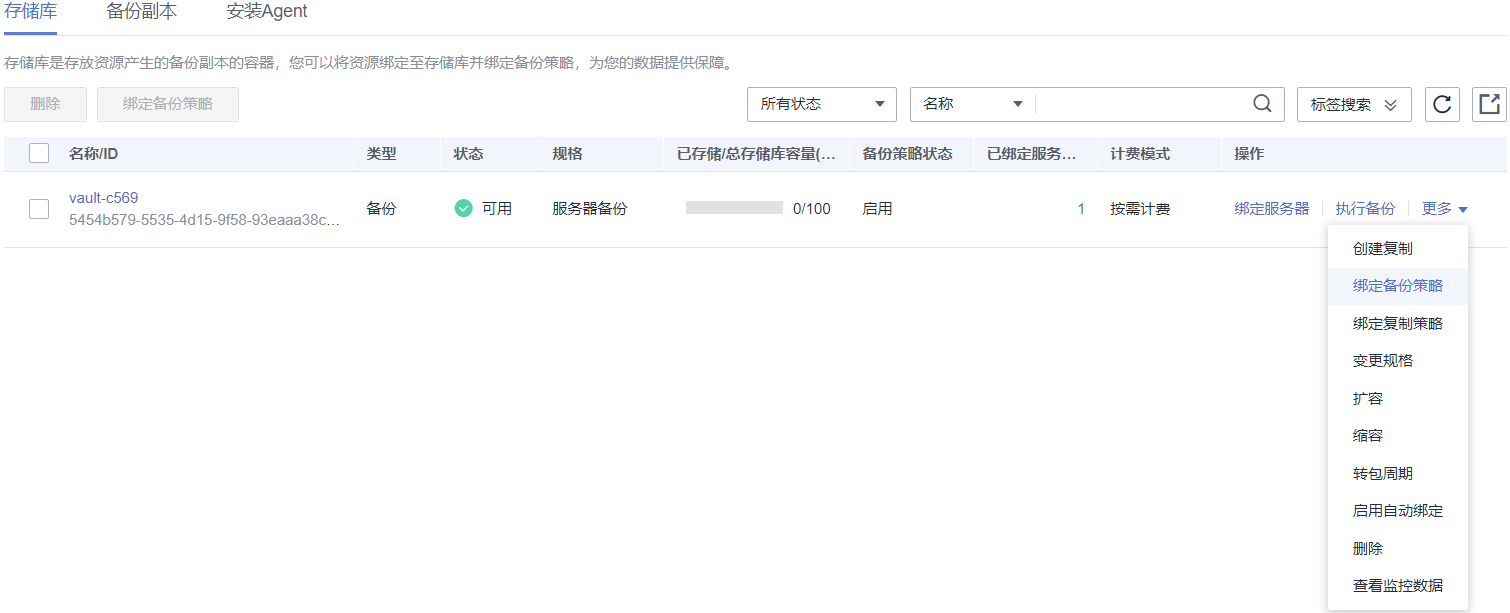 存储库 备份副本 安装Agent
存储库是存放资源产生的备份副本的容器，您可以将资源绑定至存储库并绑定备份策略，为您的数据提供保障。
删除 绑定备份策略 所有状态 名称 标签搜索
名称/ID 类型 状态 规格 已存储/总存储库容量(... 备份策略状态 已绑定服务... 计费模式 操作
vault-c569
5454b579-5535-4d15-9f58-93eaaa38c...
备份 可用 服务器备份 0/100 启用 1 按需计费 绑定服务器 执行备份 更多
创建复制
绑定备份策略
绑定复制策略
变更规格
扩容
缩容
转包周期
启用自动绑定
删除
查看监控数据